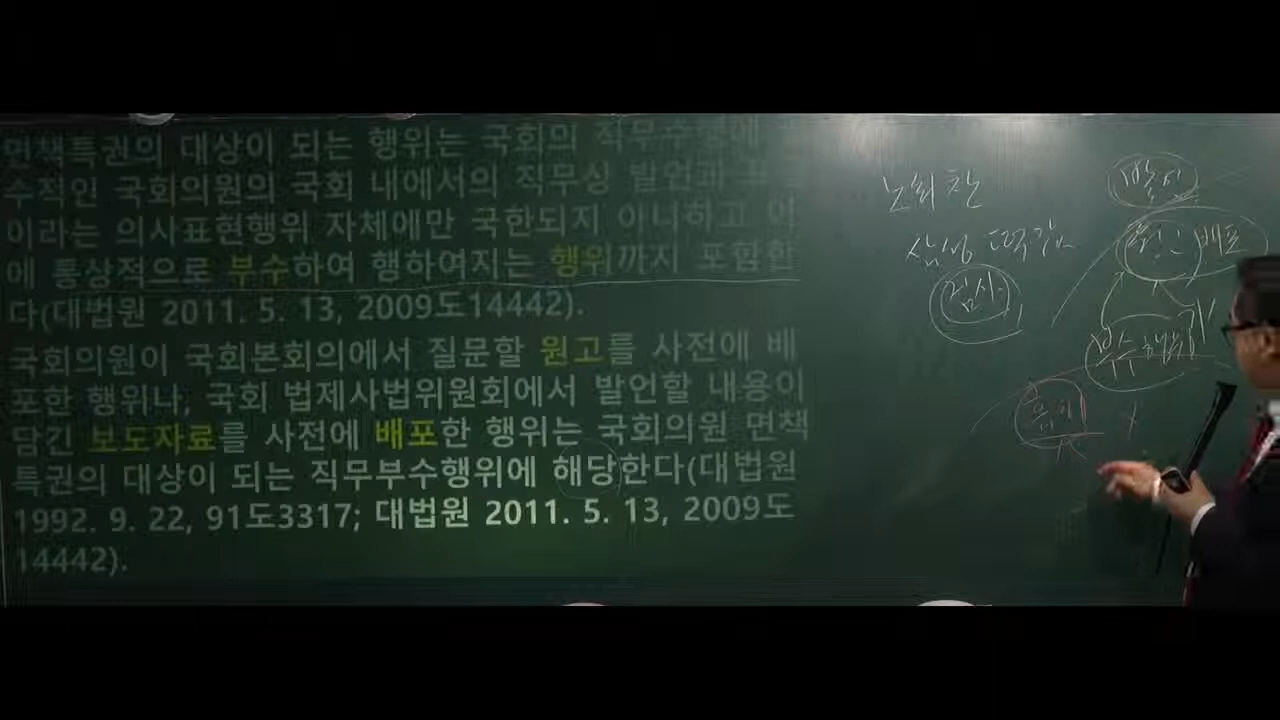 면책특권의 대상이 되는 행위는 국회의 직무수행에
수적인 국회의원의 국회 내에서의 직무상 발언과
이라는 의사표현행위 자체에만 국한되지 아니하고 이
에 통상적으로 부수하여 행하여지는 행위까지 포함할
다(대법원 2011. 5. 13, 2009도14442).
국회의원이 국회본회의에서 질문할 원고를 사전에 배
포한 행위나, 국회 법제사법위원회에서 발언할 내용이
담긴 보도자료를 사전에 배포한 행위는 국회의원 면책
특권의 대상이 되는 직무부수행위에 해당한다(대법원
1992. 9. 22, 91도3317; 대법원 2011. 5. 13, 2009도
14442).
노회찬
삼성 떡값
검사
발언
원고 배포
부수행위